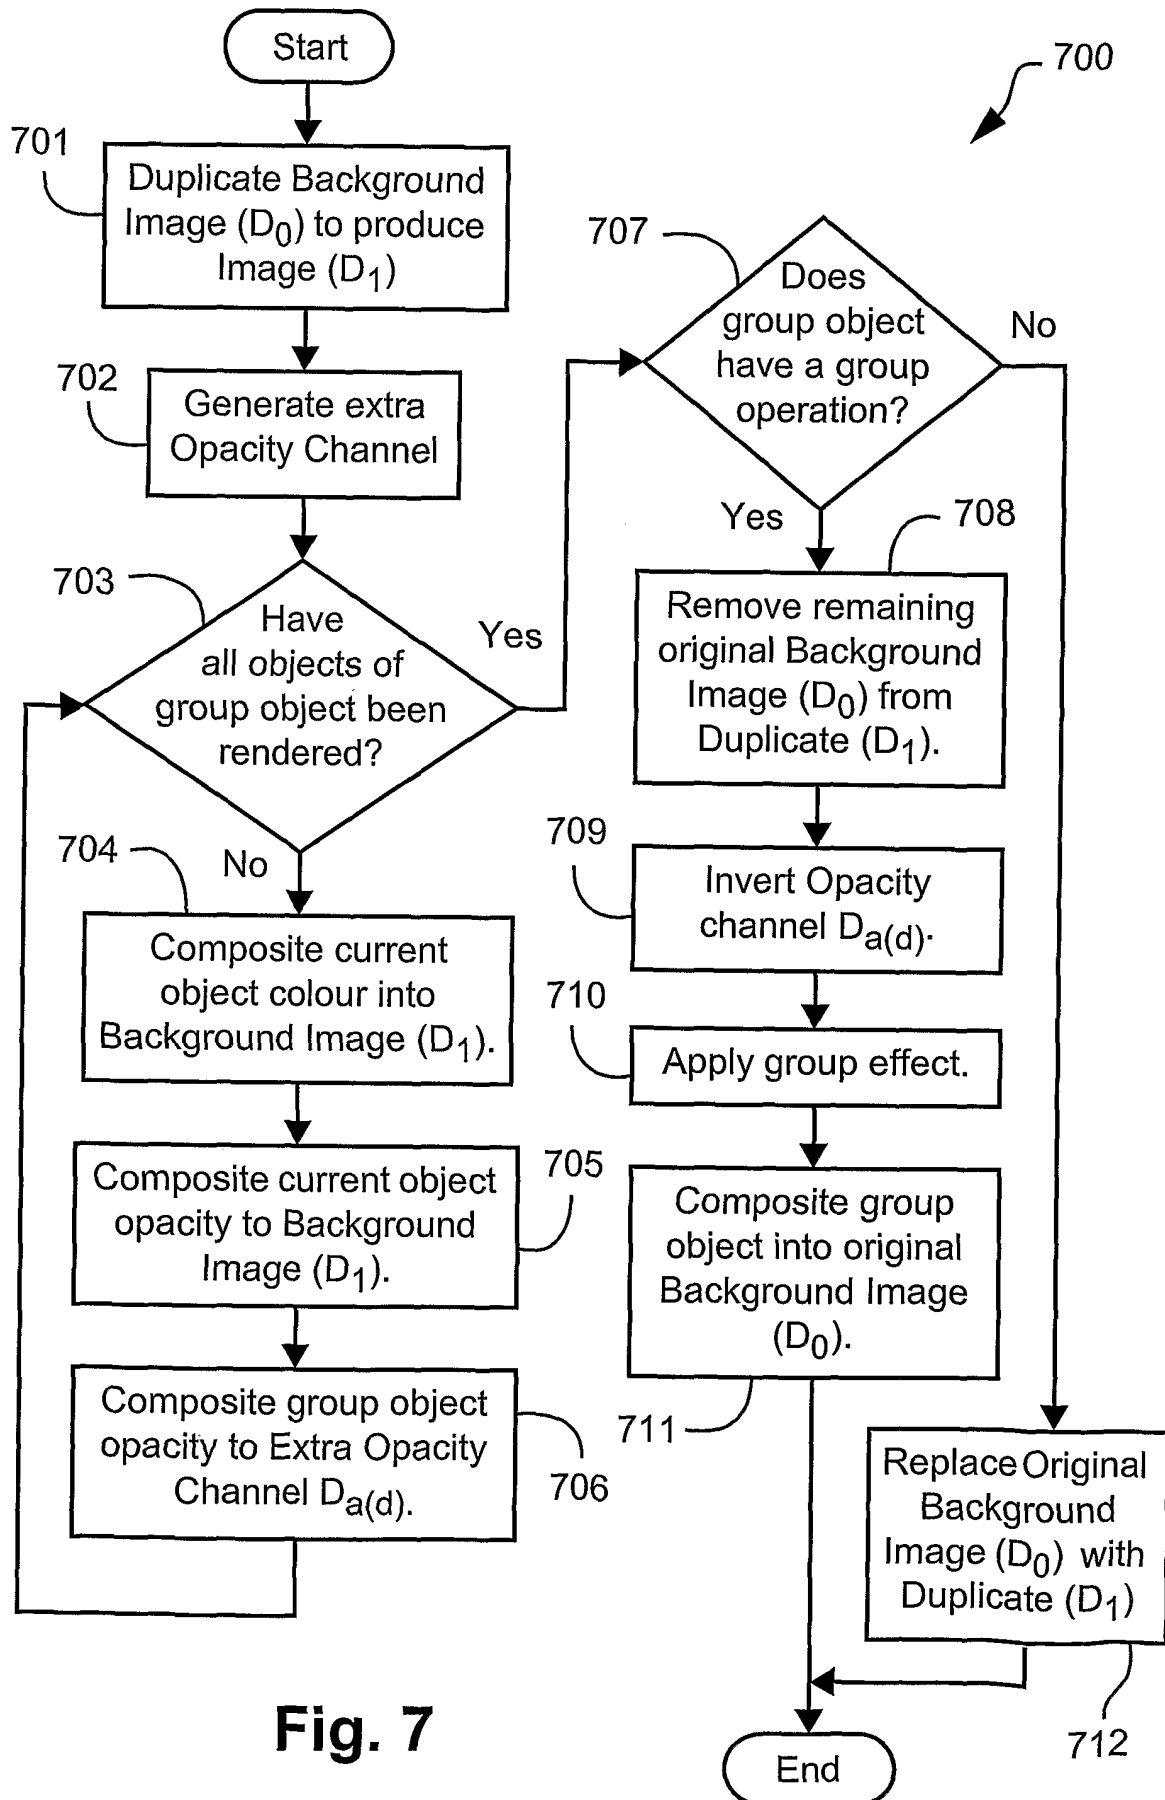 Start
700
701
Duplicate Background
Image (D0) to produce
Image (D1)
702
Generate extra
Opacity Channel
703
Have
all objects of
group object been
rendered?
Yes
No
704
Composite current
object colour into
Background Image (D1).
705
Composite current object
opacity to Background
Image (D1).
706
Composite group object
opacity to Extra Opacity
Channel Da(d).
707
Does
group object
have a group
operation?
No
Yes
708
Remove remaining
original Background
Image (D0) from
Duplicate (D1).
709
Invert Opacity
channel Da(d).
710
Apply group effect.
711
Composite group
object into original
Background Image
(D0).
712
Replace Original
Background
Image (D0) with
Duplicate (D1)
End
Fig. 7